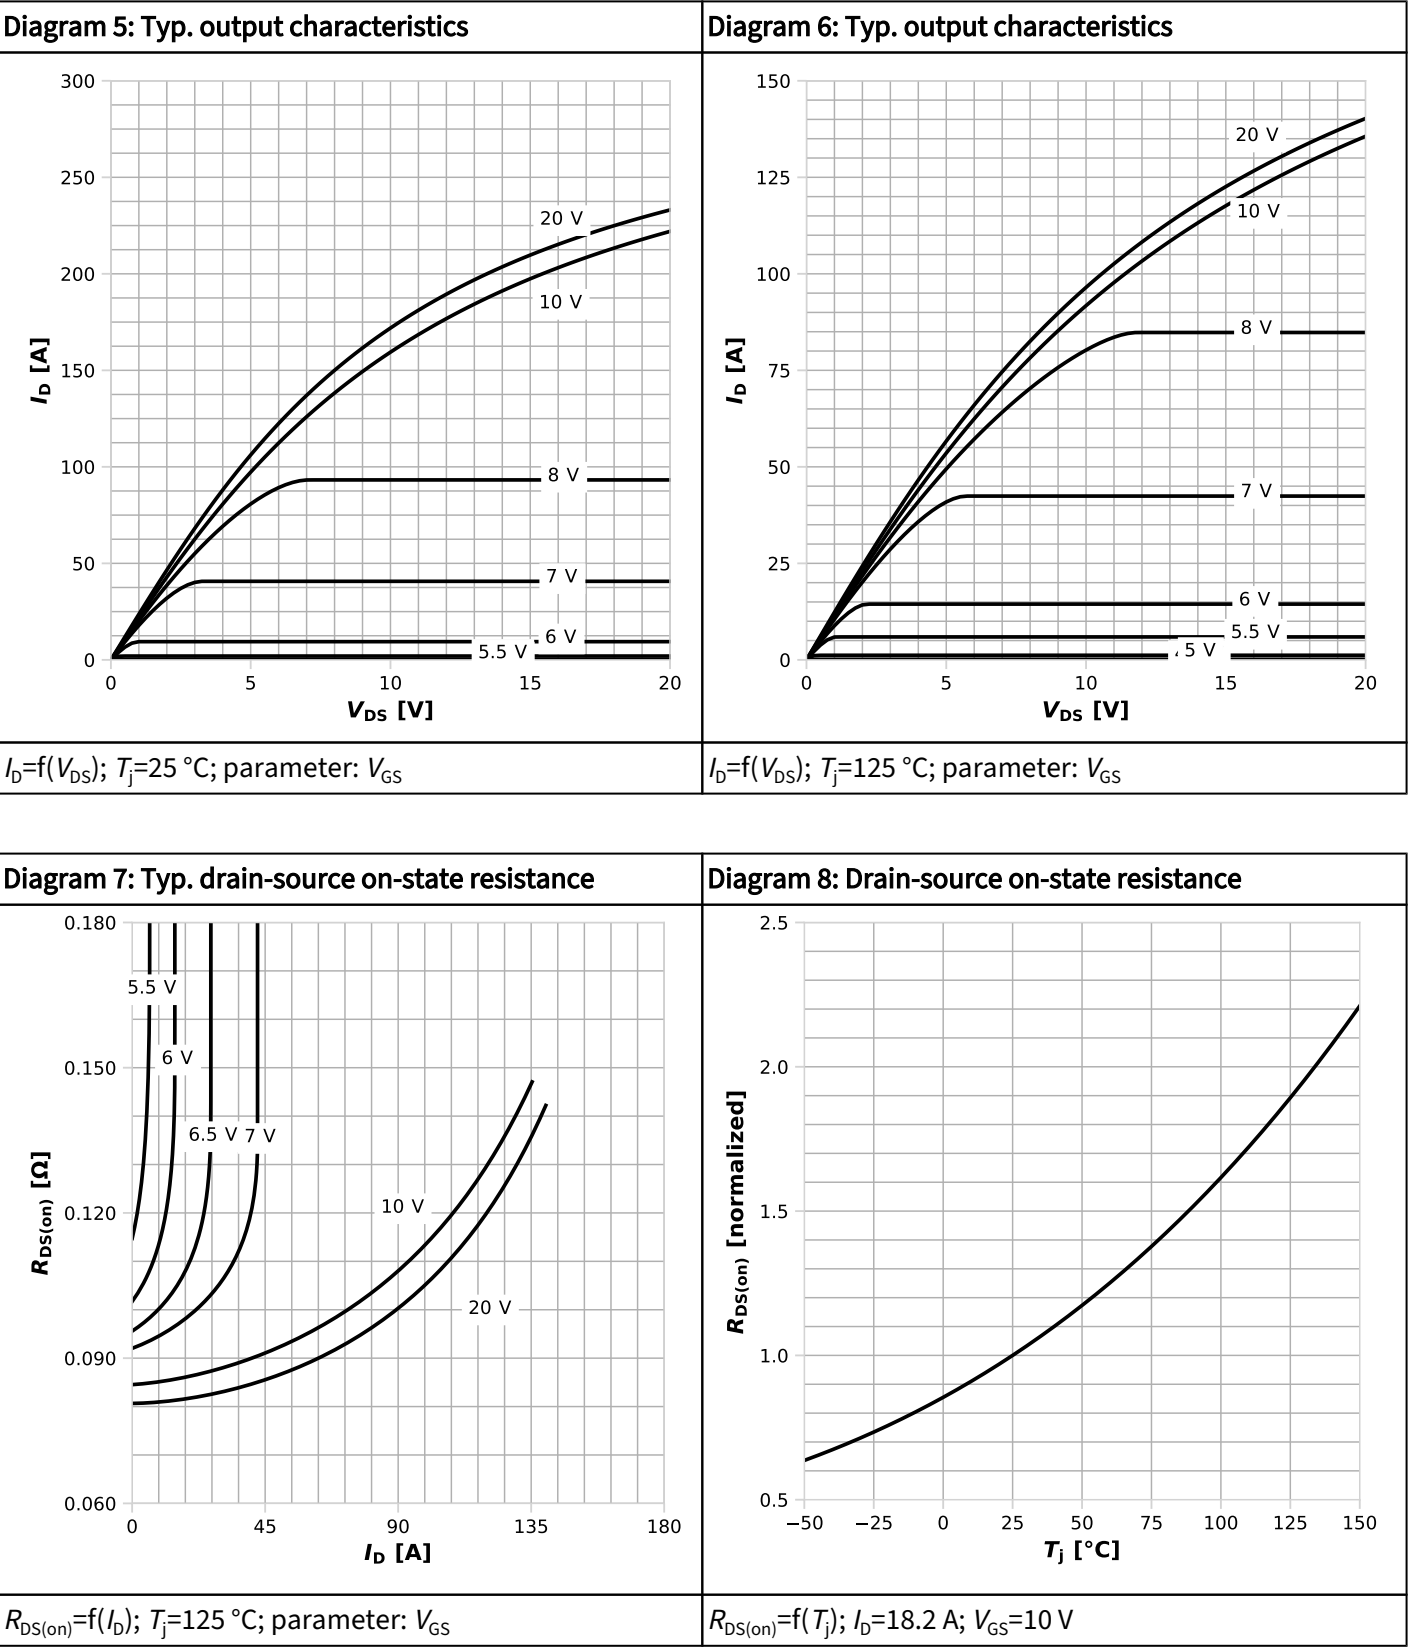 Diagram 5: Typ. output characteristics
300
250
200
150
100
50
0
0 5 10 15 20
20 V
10 V
8 V
7 V
6 V
5.5 V
I_D [A]
V_DS [V]
I_D=f(V_DS); T_j=25 °C; parameter: V_GS
Diagram 6: Typ. output characteristics
150
125
100
75
50
25
0
0 5 10 15 20
20 V
10 V
8 V
7 V
6 V
5.5 V
5 V
I_D [A]
V_DS [V]
I_D=f(V_DS); T_j=125 °C; parameter: V_GS
Diagram 7: Typ. drain-source on-state resistance
0.180
0.150
0.120
0.090
0.060
0 45 90 135 180
5.5 V
6 V
6.5 V 7 V
10 V
20 V
R_DS(on) [Ω]
I_D [A]
R_DS(on)=f(I_D); T_j=125 °C; parameter: V_GS
Diagram 8: Drain-source on-state resistance
2.5
2.0
1.5
1.0
0.5
−50 −25 0 25 50 75 100 125 150
R_DS(on) [normalized]
T_j [°C]
R_DS(on)=f(T_j); I_D=18.2 A; V_GS=10 V